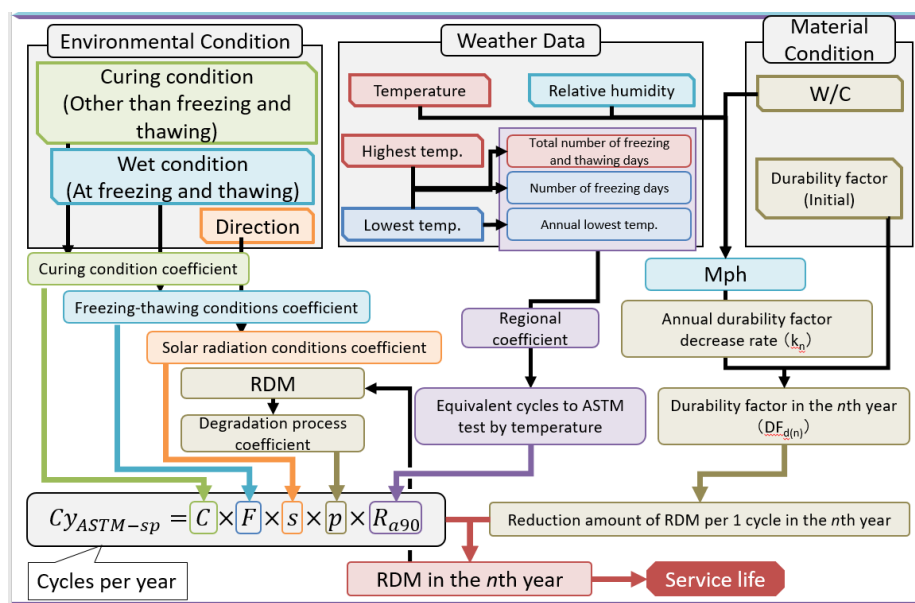 Environmental Condition
Curing condition
(Other than freezing and
thawing)
Wet condition
(At freezing and thawing)
Direction
Weather Data
Temperature
Relative humidity
Highest temp.
Lowest temp.
Total number of freezing
and thawing days
Number of freezing days
Annual lowest temp.
Material
Condition
W/C
Durability factor
(Initial)
Curing condition coefficient
Freezing-thawing conditions coefficient
Solar radiation conditions coefficient
RDM
Degradation process
coefficient
Regional
coefficient
Equivalent cycles to ASTM
test by temperature
Mph
Annual durability factor
decrease rate（kn）
Durability factor in the nth year
（DFd(n)）
Reduction amount of RDM per 1 cycle in the nth year
CyASTM−sp = C × F × s × p × Ra90
Cycles per year
RDM in the nth year
Service life